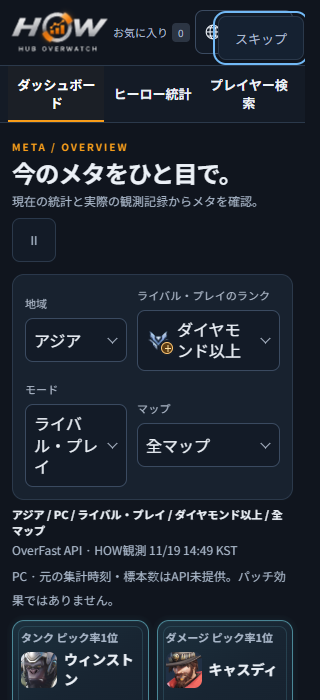 HOW
HUB OVERWATCH
お気に入り 0
スキップ
ダッシュボー
ド
ヒーロー統計
プレイヤー検
索
META / OVERVIEW
今のメタをひと目で。
現在の統計と実際の観測記録からメタを確認。
地域
アジア
ライバル・プレイのランク
ダイヤモ
ンド以上
モード
ライバ
ル・プレ
イ
マップ
全マップ
アジア / PC / ライバル・プレイ / ダイヤモンド以上 / 全
マップ
OverFast API · HOW観測 11/19 14:49 KST
PC · 元の集計時刻・標本数はAPI未提供。パッチ効
果ではありません。
タンク ピック率1位
ウィンスト
ン
ダメージ ピック率1位
キャスディ